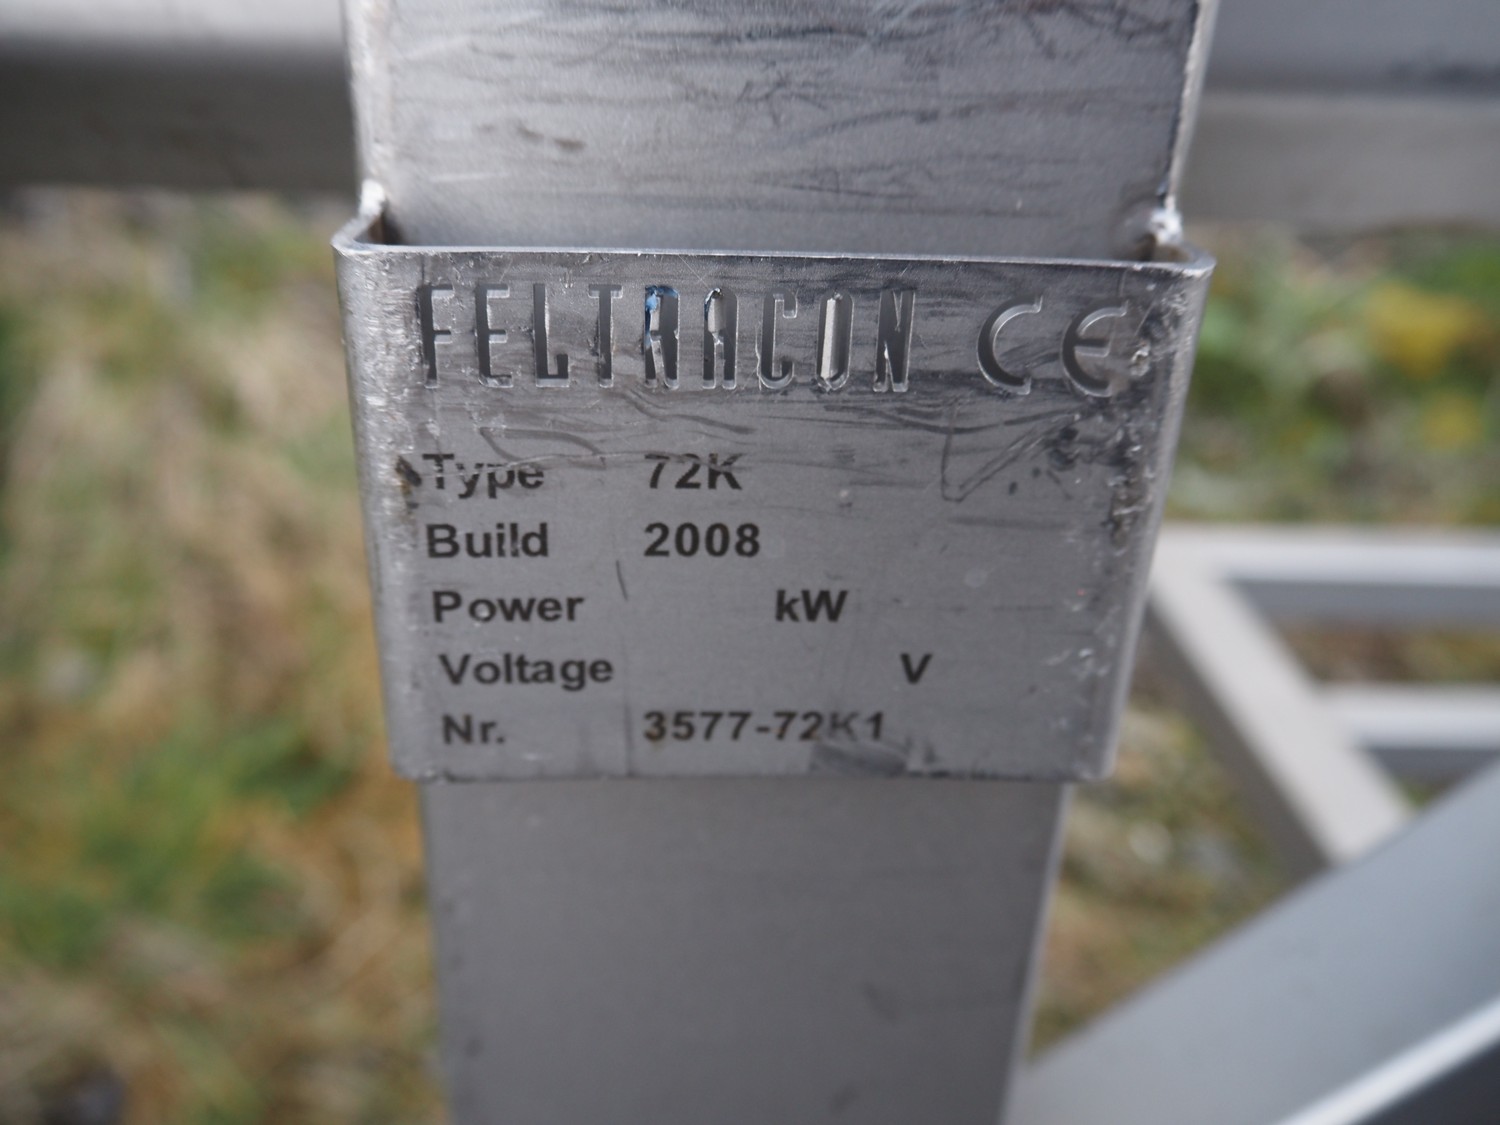 FELTRACON CE
Type 72K
Build 2008
Power kW
Voltage V
Nr. 3577-72K1